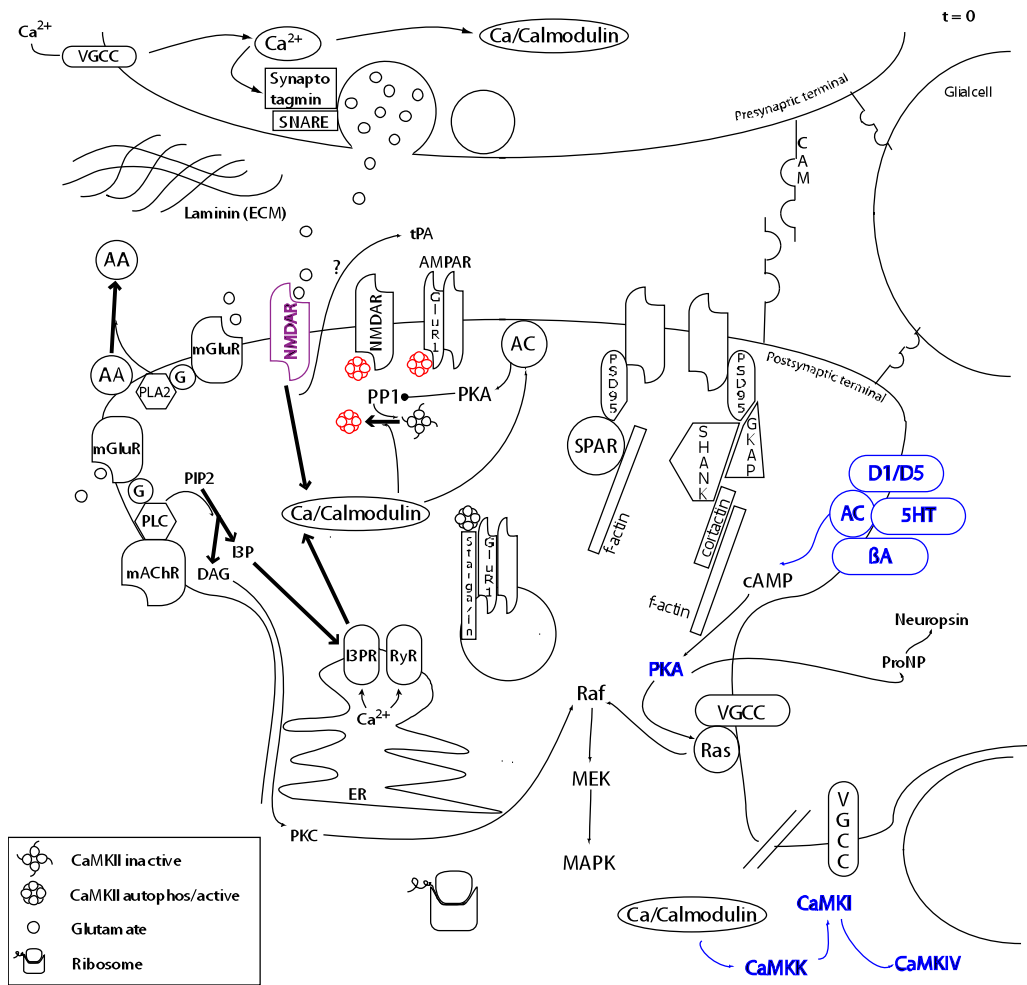 t = 0
Ca2+
VGCC
Ca2+
Ca/Calmodulin
Synapto
tagmin
SNARE
Presynaptic terminal
Glialcell
CAM
Laminin (ECM)
tPA
?
AA
AMPAR
NMDAR
NMDAR
GluR1
mGluR
AC
AA
G
PLA2
PSD95
PSD95
Postsynaptic terminal
PP1
PKA
mGluR
SPAR
SHANK
GKAP
G
PIP2
PLC
Ca/Calmodulin
D1/D5
AC
5HT
ßA
I3P
DAG
mAChR
Stargazin
GluR1
f-actin
cortactin
cAMP
f-actin
Neuropsin
ProNP
I3PR
RyR
PKA
Ca2+
Raf
VGCC
Ras
ER
MEK
PKC
MAPK
VGCC
CaMKII inactive
CaMKII autophos/active
Glutamate
Ribosome
Ca/Calmodulin
CaMKI
CaMKK
CaMKIV